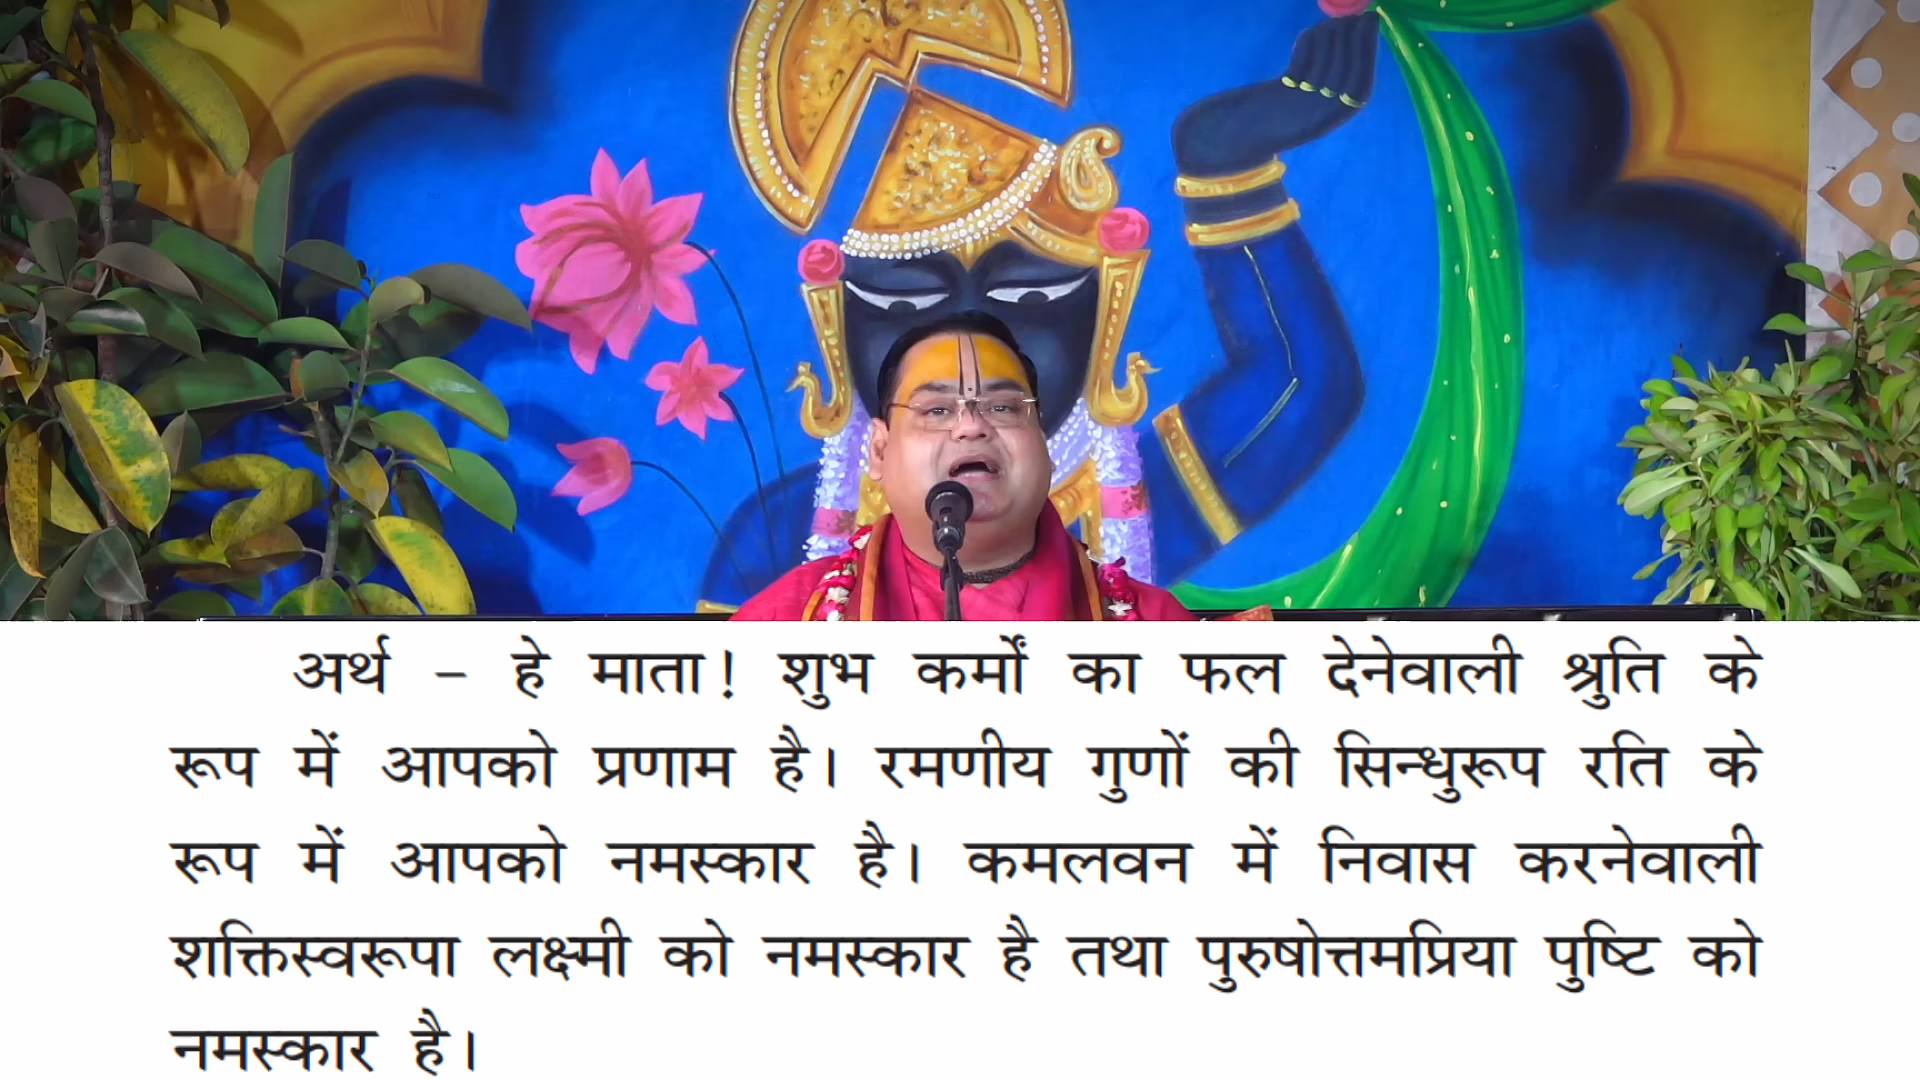 अर्थ – हे माता! शुभ कर्मों का फल देनेवाली श्रुति के
रूप में आपको प्रणाम है। रमणीय गुणों की सिन्धुरूप रति के
रूप में आपको नमस्कार है। कमलवन में निवास करनेवाली
शक्तिस्वरूपा लक्ष्मी को नमस्कार है तथा पुरुषोत्तमप्रिया पुष्टि को
नमस्कार है।